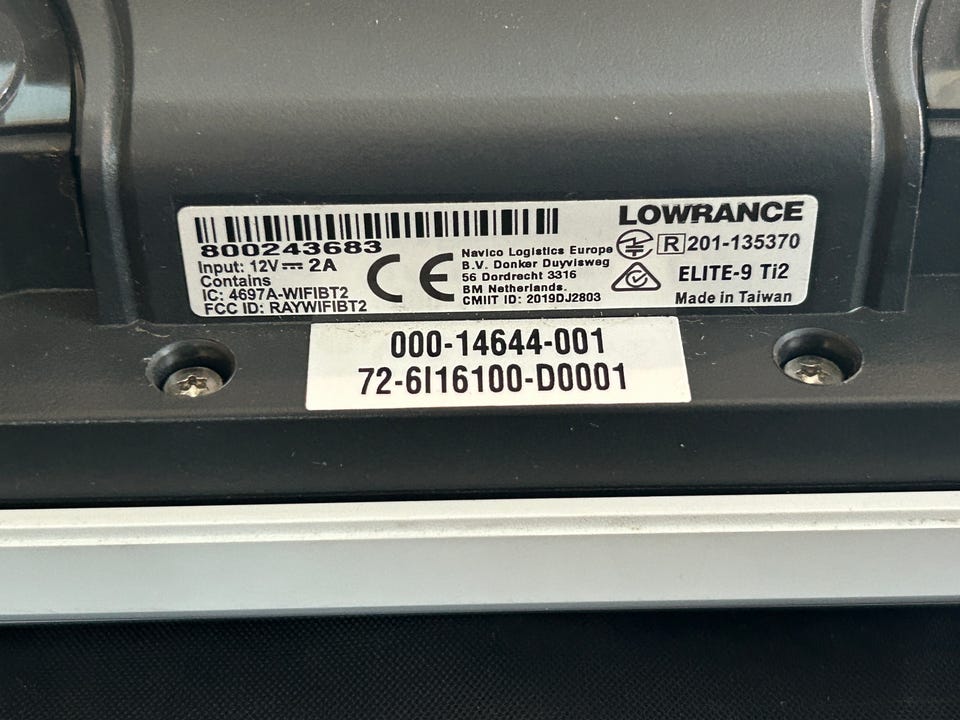 LOWRANCE
800243683
Input: 12V⎓ 2A
Contains
IC: 4697A-WIFIBT2
FCC ID: RAYWIFIBT2
CE
Navico Logistics Europe
B.V. Donker Duyvisweg
56 Dordrecht 3316
BM Netherlands.
CMIIT ID: 2019DJ2803
R 201-135370
ELITE-9 Ti2
Made in Taiwan
000-14644-001
72-6I16100-D0001